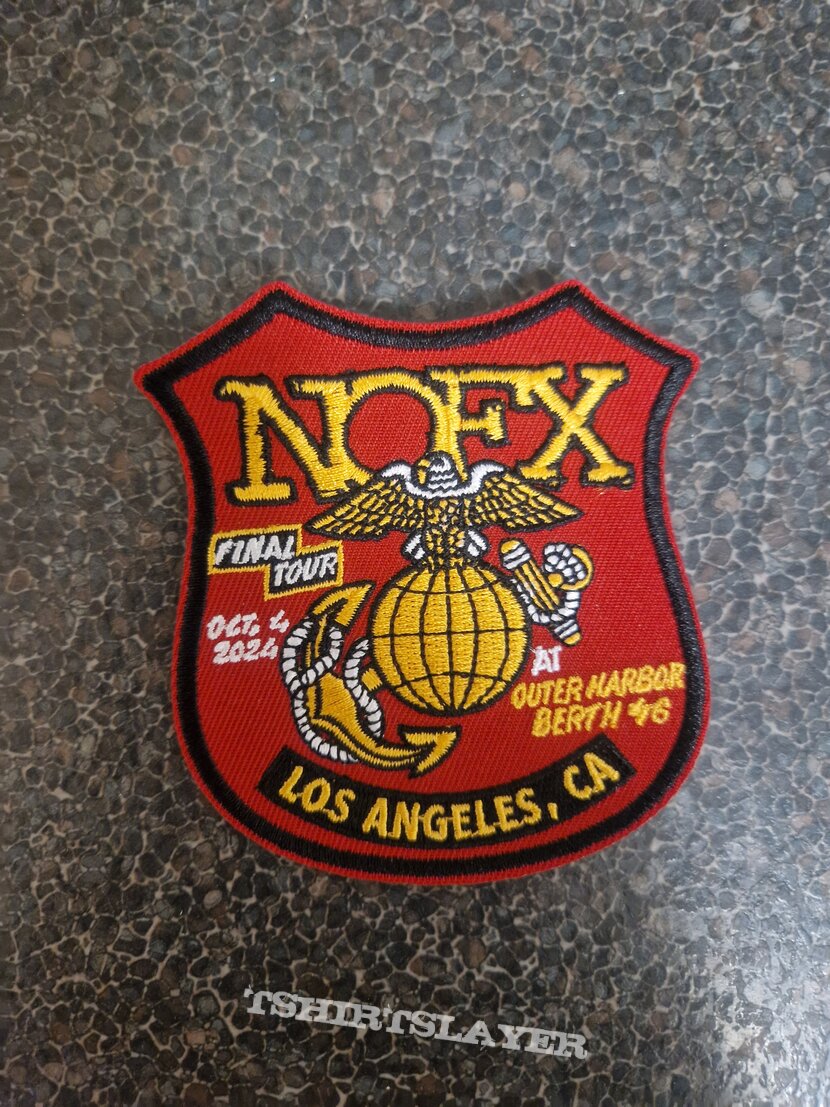 NOFX
FINAL
TOUR
OCT. 4
2024
AT
OUTER HARBOR
BERTH 46
LOS ANGELES, CA
TSHIRTSLAYER